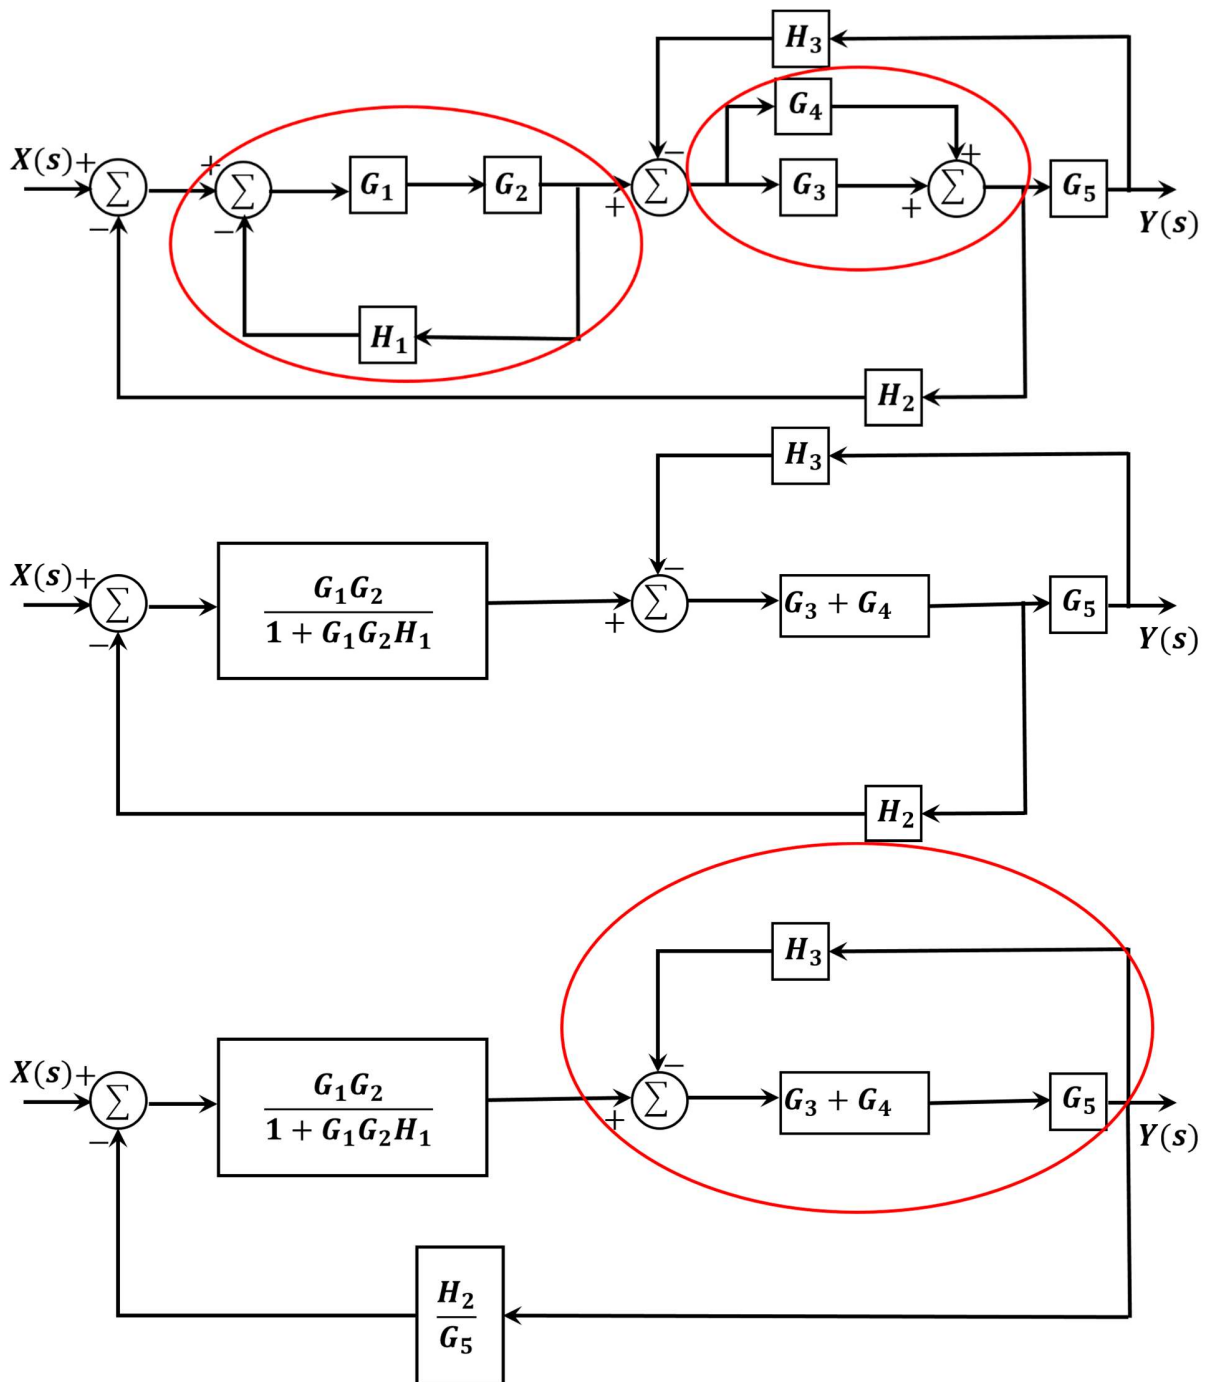 H₃
G₄
X(s) + ∑ + ∑ G₁ G₂ + ∑ − G₃ + ∑ + G₅
− − Y(s)
H₁
H₂
H₃
X(s) + ∑ G₁G₂ / 1 + G₁G₂H₁ + ∑ − G₃ + G₄ G₅
− Y(s)
H₂
H₃
X(s) + ∑ G₁G₂ / 1 + G₁G₂H₁ + ∑ − G₃ + G₄ G₅
− Y(s)
H₂ / G₅